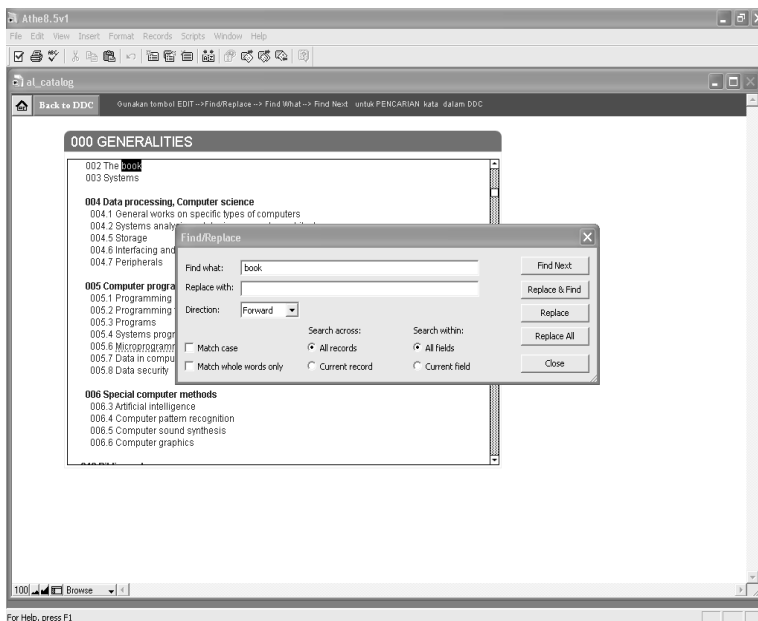 Athe8.5v1
File Edit View Insert Format Records Scripts Window Help
al_catalog
Back to DDC
Gunakan tombol EDIT-->Find/Replace --> Find What --> Find Next untuk PENCARIAN kata dalam DDC
000 GENERALITIES
002 The book
003 Systems
004 Data processing, Computer science
004.1 General works on specific types of computers
004.2 Systems
004.5 Storage
004.6 Interfacing and
004.7 Peripherals
005 Computer
005.1 Programming
005.2 Programming
005.3 Programs
005.4 Systems
005.6
005.7 Data in
005.8 Data security
006 Special computer methods
006.3 Artificial intelligence
006.4 Computer pattern recognition
006.5 Computer sound synthesis
006.6 Computer graphics
Find/Replace
Find what: book
Replace with:
Direction: Forward
Match case
Match whole words only
Search across:
All records
Current record
Search within:
All fields
Current field
Find Next
Replace & Find
Replace
Replace All
Close
100 Browse
For Help, press F1